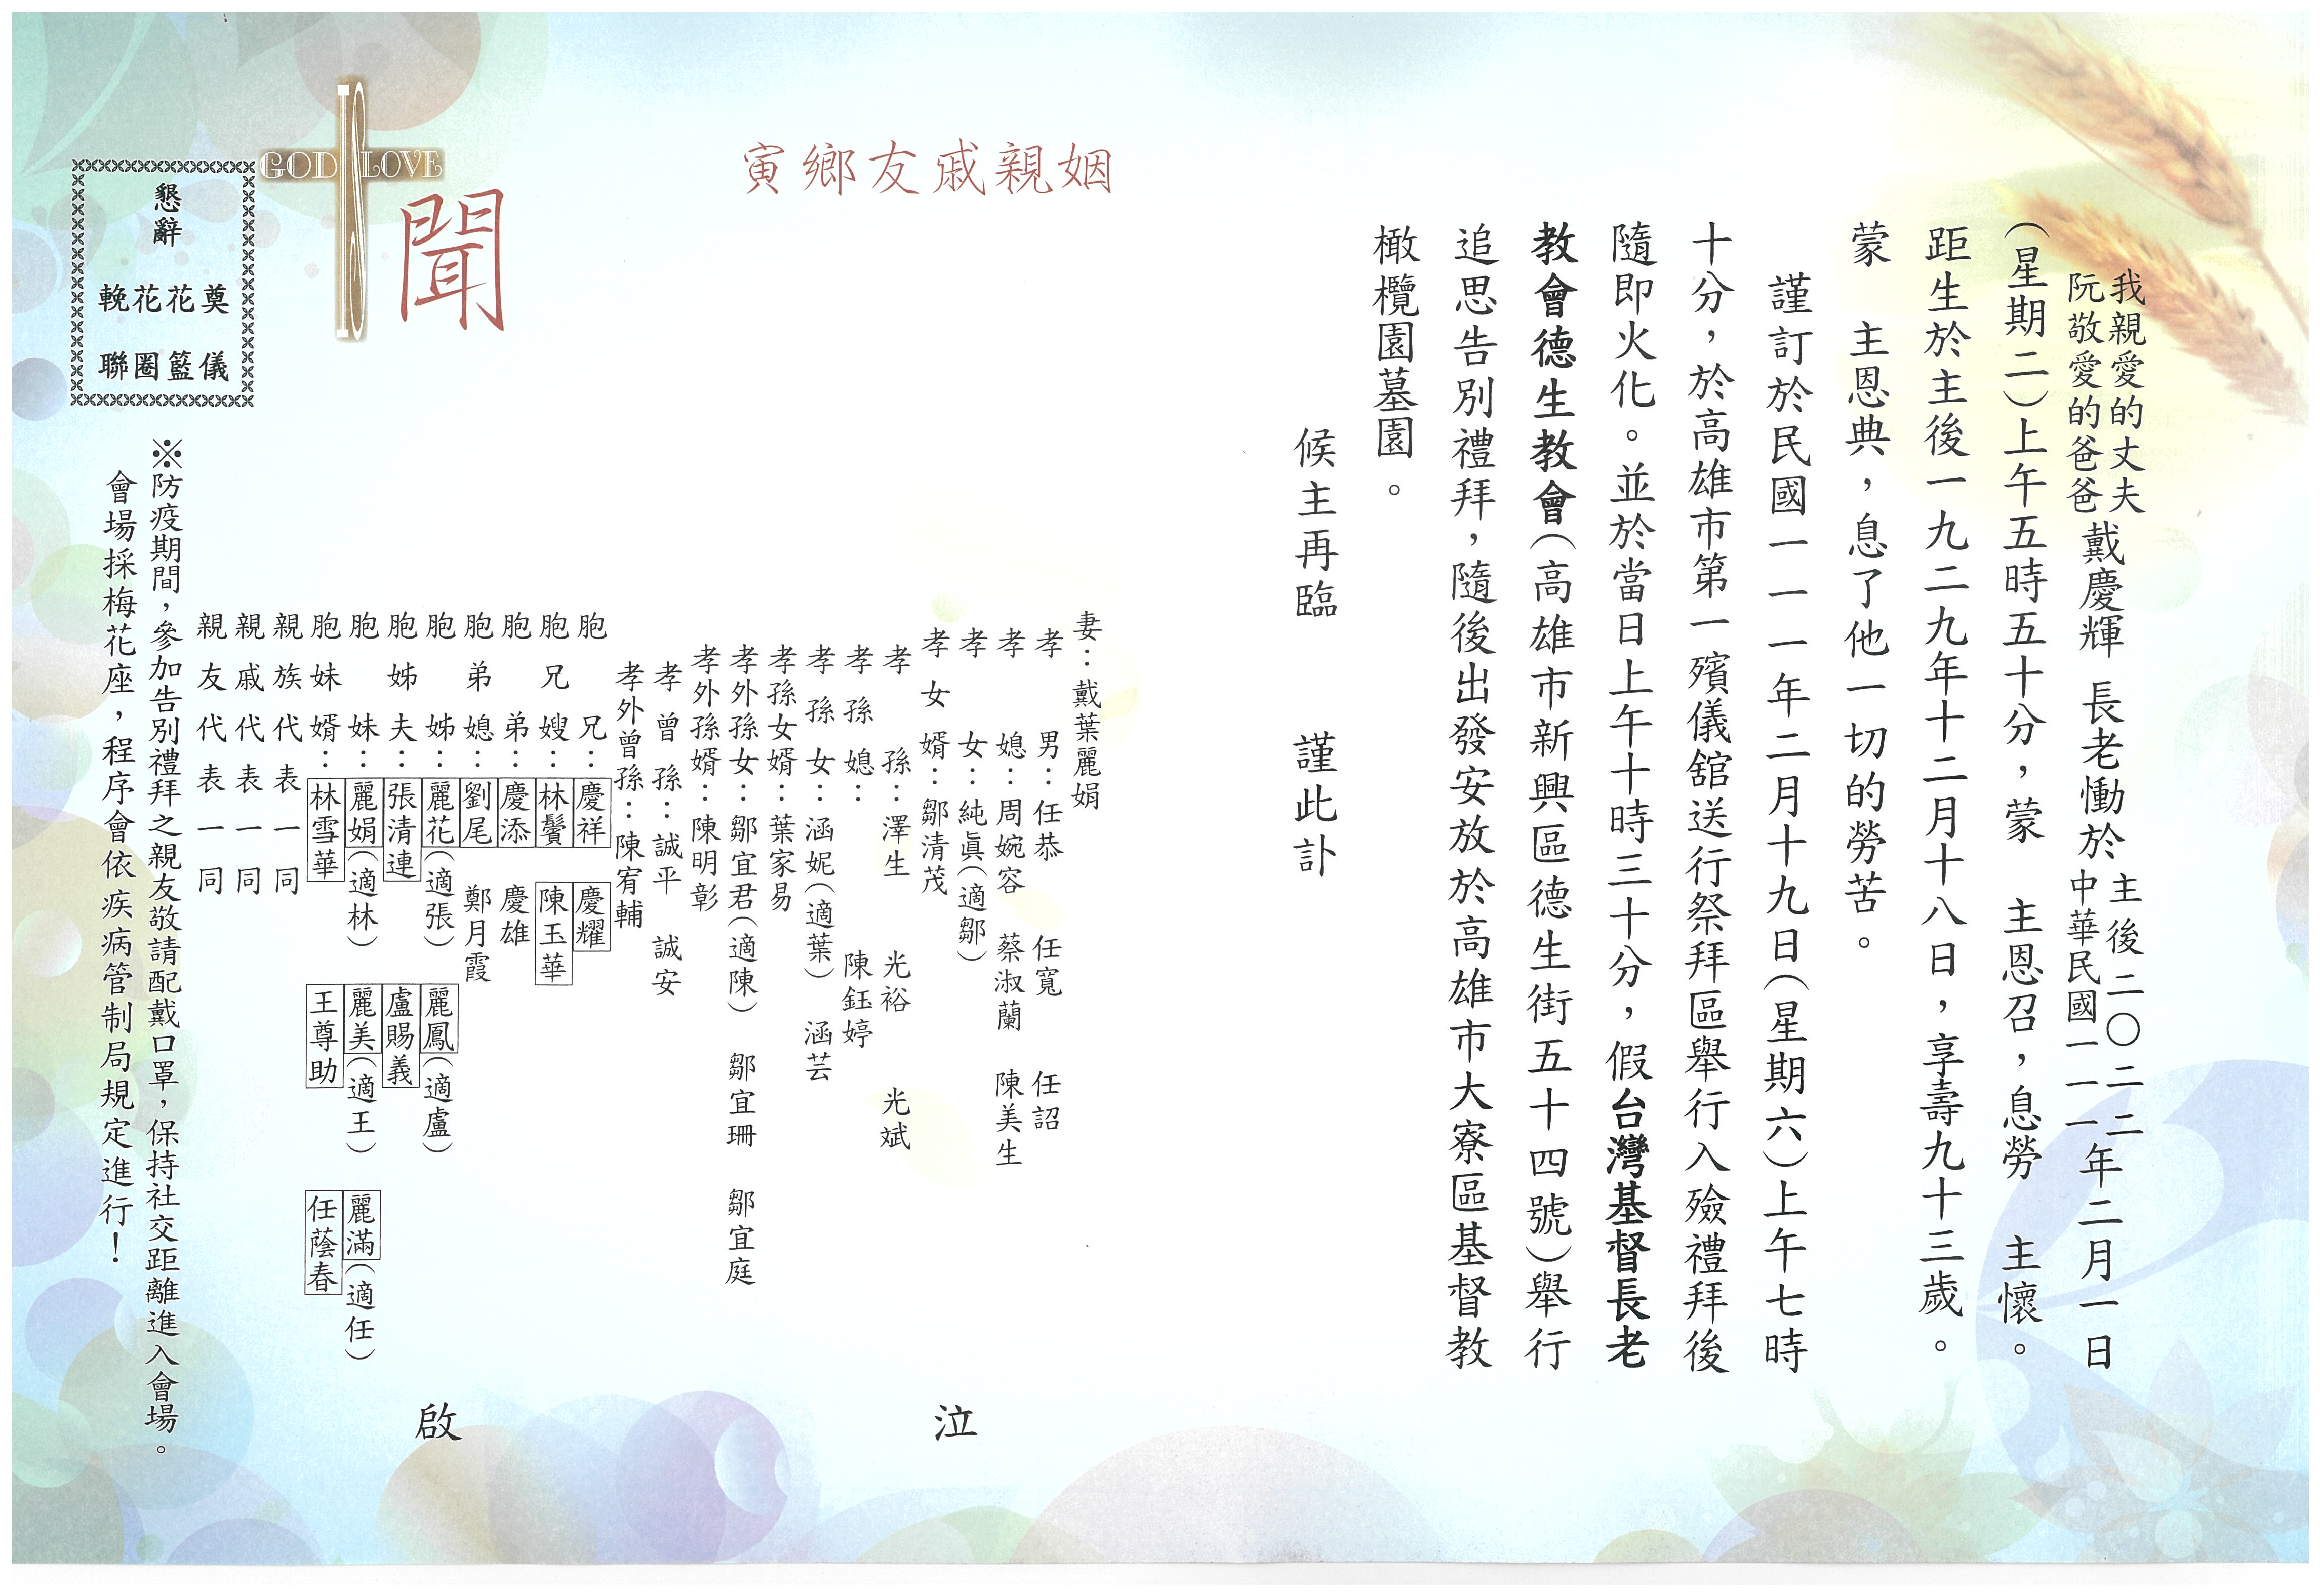 我親愛的丈夫
阮敬愛的爸爸
戴慶輝 長老慟於
主後二〇二二
中華民國一一一
年二月一日
(星期二)上午五時五十分,蒙 主恩召,息勞 主懷。
距生於主後一九二九年十二月十八日,享壽九十三歲。
蒙 主恩典,息了他一切的勞苦。
謹訂於民國一一一年二月十九日(星期六)上午七時
十分,於高雄市第一殯儀館送行祭拜區舉行入殮禮拜後
隨即火化。並於當日上午十時三十分,假台灣基督長老
教會德生教會(高雄市新興區德生街五十四號)舉行
追思告別禮拜,隨後出發安放於高雄市大寮區基督教
橄欖園墓園。
候主再臨 謹此訃
姻親戚友鄉寅
聞
妻:戴葉麗娟
孝男:任恭 任寬 任詔
孝媳:周婉容 蔡淑蘭 陳美生
孝女:純眞(適鄒)
孝女婿:鄒清茂
孝孫:澤生 光裕 光斌
孝孫媳: 陳鈺婷
孝孫女:涵妮(適葉) 涵芸
孝孫女婿:葉家易
孝外孫女:鄒宜君(適陳) 鄒宜珊 鄒宜庭
孝外孫婿:陳明彰
孝曾孫:誠平 誠安
孝外曾孫:陳宥輔
胞兄:慶祥 慶耀
胞兄嫂:林鬢 陳玉華
胞弟:慶添 慶雄
胞弟媳:劉尾 鄭月霞
胞姊:麗花(適張) 麗鳳(適盧)
胞姊夫:張清連 盧賜義
胞妹:麗娟(適林) 麗美(適王) 麗滿(適任)
胞妹婿:林雪華 王尊助 任蔭春
親族代表一同
親戚代表一同
親友代表一同
泣
啟
GOD IS LOVE
JESUS
懇辭
奠儀
花籃
花圈
輓聯
※防疫期間,參加告別禮拜之親友敬請配戴口罩,保持社交距離進入會場。
會場採梅花座,程序會依疾病管制局規定進行!